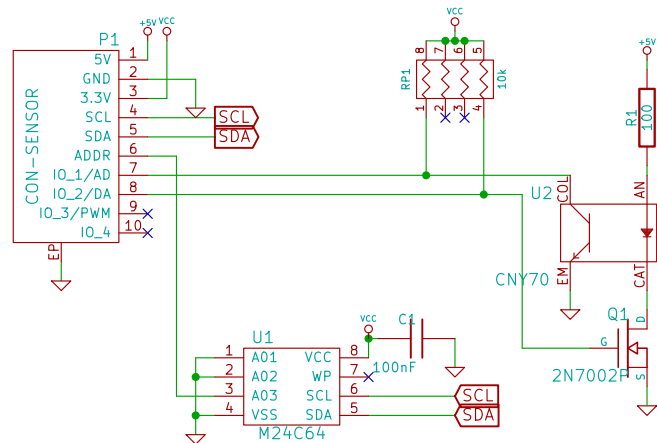 +5V VCC
P1
CON-SENSOR
5V 1
GND 2
3.3V 3
SCL 4 SCL
SDA 5 SDA
ADDR 6
IO_1/AD 7
IO_2/DA 8
IO_3/PWM 9
IO_4 10
EP
VCC
8 7 6 5
RP1
10k
1 2 3 4
+5V
R1
100
U2
COL
AN
EM
CAT
CNY70
Q1
D
G
S
2N7002P
U1
1 A01 VCC 8
2 A02 WP 7
3 A03 SCL 6 SCL
4 VSS SDA 5 SDA
M24C64
VCC
C1
100nF